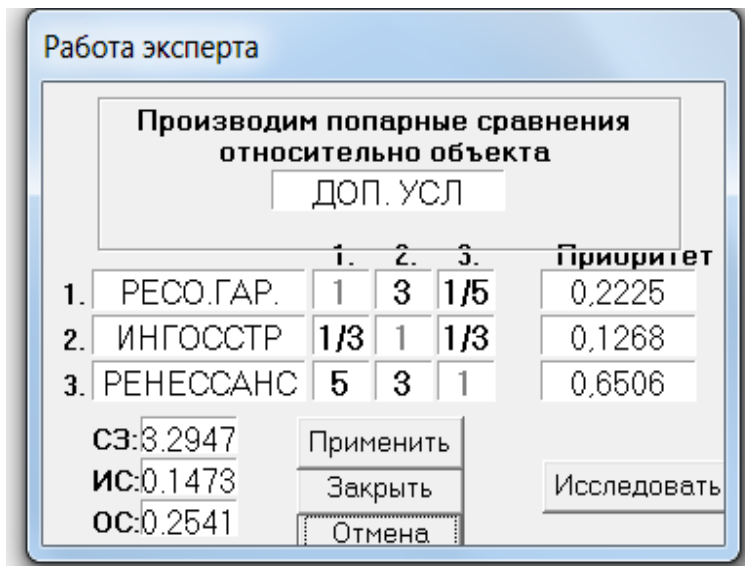 Работа эксперта
Производим попарные сравнения
относительно объекта
ДОП. УСЛ
1. 2. 3. Приоритет
1. РЕСО.ГАР. 1 3 1/5 0,2225
2. ИНГОССТР 1/3 1 1/3 0,1268
3. РЕНЕССАНС 5 3 1 0,6506
СЗ: 3.2947 Применить
ИС: 0.1473 Закрыть Исследовать
ОС: 0.2541 Отмена